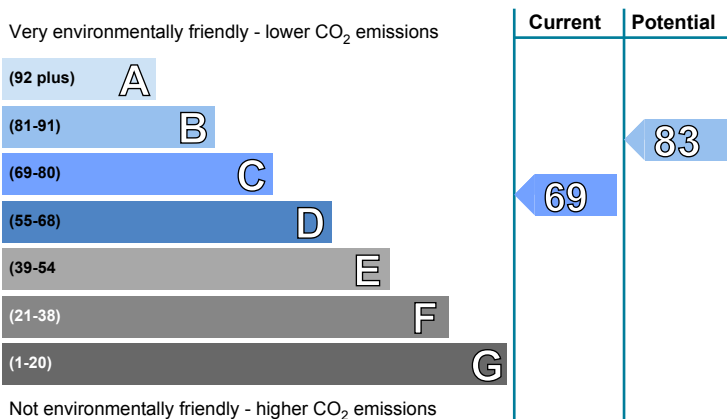 Very environmentally friendly - lower CO2 emissions
Current
Potential
(92 plus) A
(81-91) B
(69-80) C
(55-68) D
(39-54 E
(21-38) F
(1-20) G
69
83
Not environmentally friendly - higher CO2 emissions